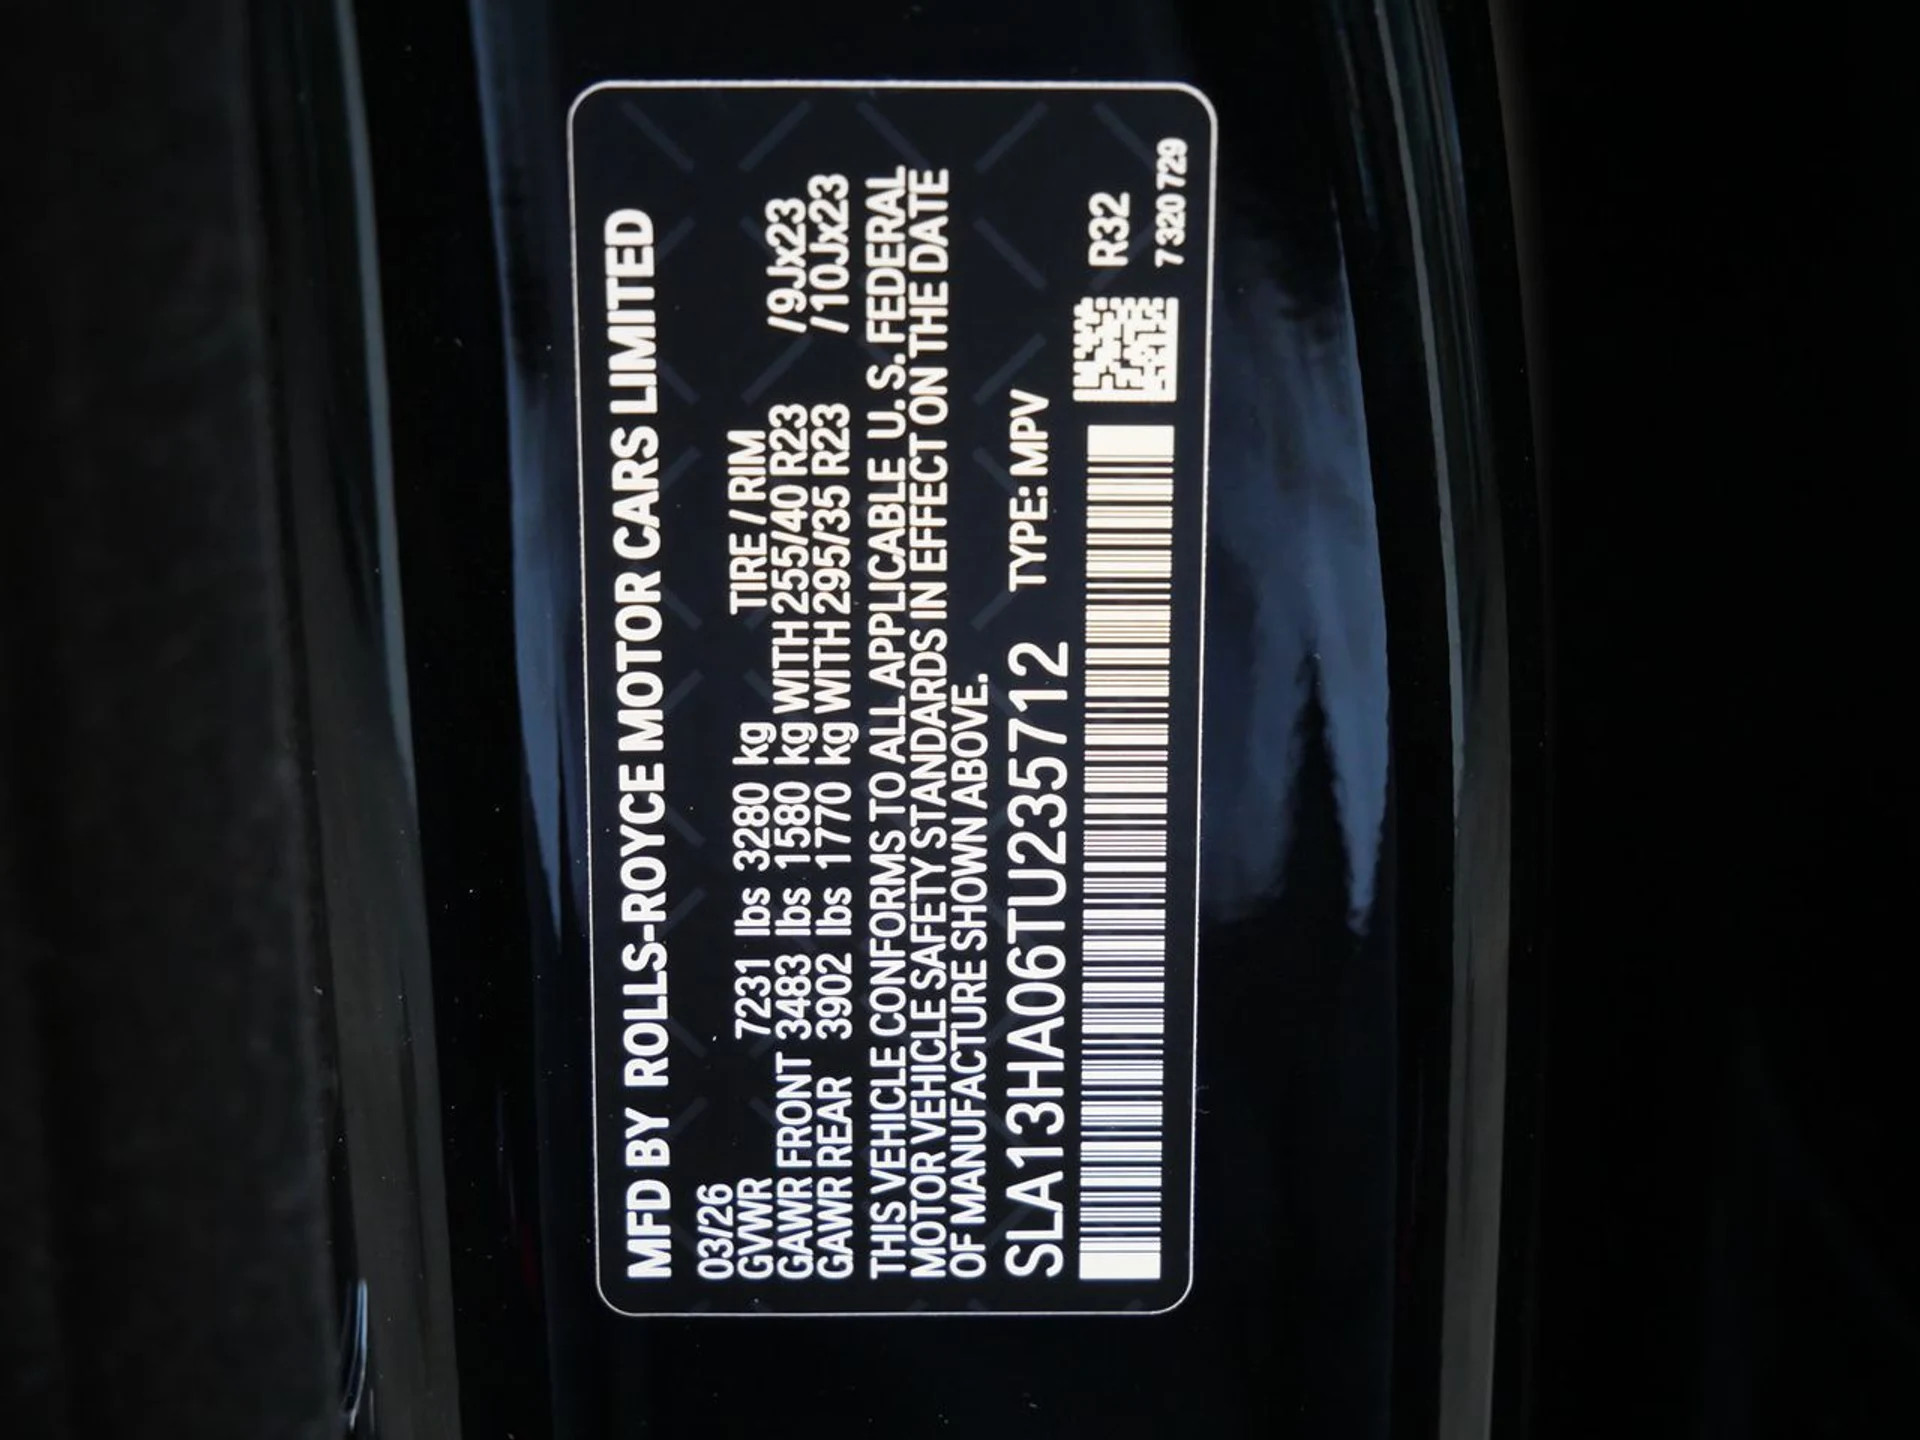 MFD BY ROLLS-ROYCE MOTOR CARS LIMITED
03/26
GVWR 7231 lbs 3280 kg TIRE / RIM
GAWR FRONT 3483 lbs 1580 kg WITH 255/40 R23 /9Jx23
GAWR REAR 3902 lbs 1770 kg WITH 295/35 R23 /10Jx23
THIS VEHICLE CONFORMS TO ALL APPLICABLE U.S. FEDERAL
MOTOR VEHICLE SAFETY STANDARDS IN EFFECT ON THE DATE
OF MANUFACTURE SHOWN ABOVE.
SLA13HA06TU235712 TYPE: MPV
R32
7 320 729